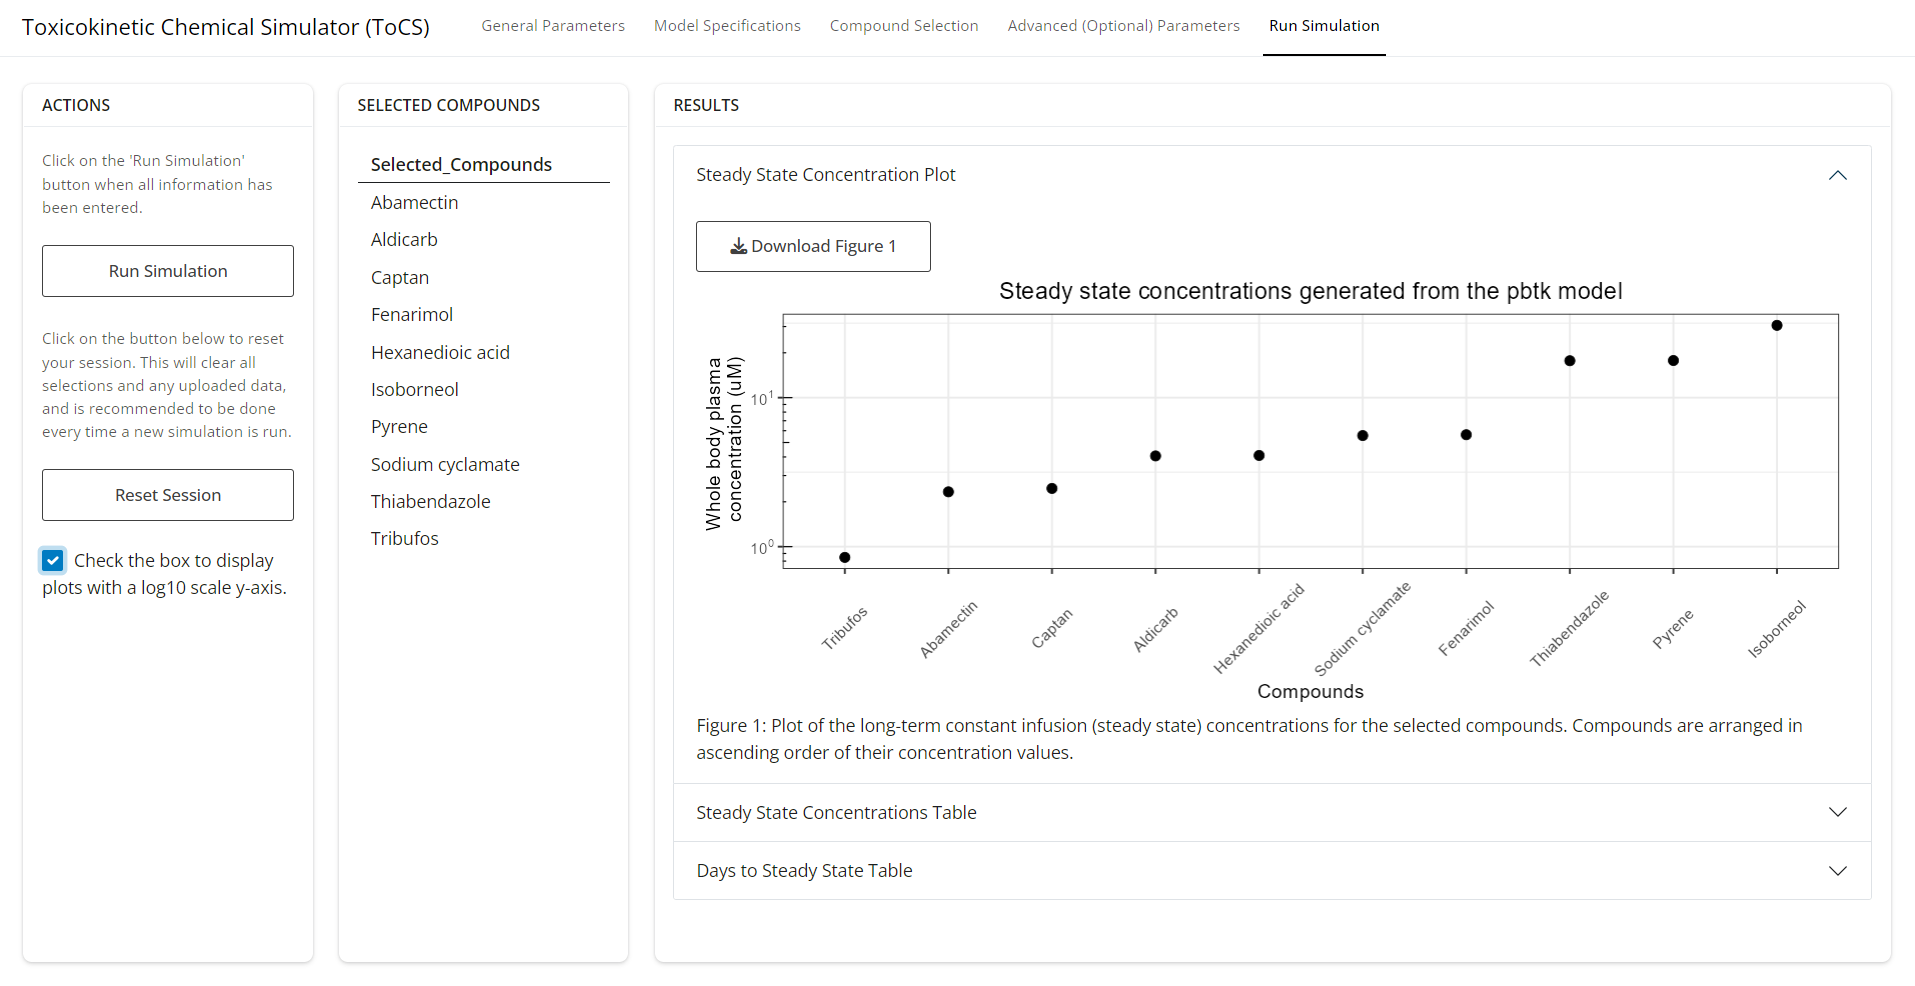 Toxicokinetic Chemical Simulator (ToCS)
General Parameters
Model Specifications
Compound Selection
Advanced (Optional) Parameters
Run Simulation
ACTIONS
Click on the 'Run Simulation'
button when all information has
been entered.
Run Simulation
Click on the button below to reset
your session. This will clear all
selections and any uploaded data,
and is recommended to be done
every time a new simulation is run.
Reset Session
Check the box to display
plots with a log10 scale y-axis.
SELECTED COMPOUNDS
Selected_Compounds
Abamectin
Aldicarb
Captan
Fenarimol
Hexanedioic acid
Isoborneol
Pyrene
Sodium cyclamate
Thiabendazole
Tribufos
RESULTS
Steady State Concentration Plot
Download Figure 1
Steady state concentrations generated from the pbtk model
Whole body plasma
concentration (uM)
10¹
10⁰
Tribufos
Abamectin
Captan
Aldicarb
Hexanedioic acid
Sodium cyclamate
Fenarimol
Thiabendazole
Pyrene
Isoborneol
Compounds
Figure 1: Plot of the long-term constant infusion (steady state) concentrations for the selected compounds. Compounds are arranged in
ascending order of their concentration values.
Steady State Concentrations Table
Days to Steady State Table